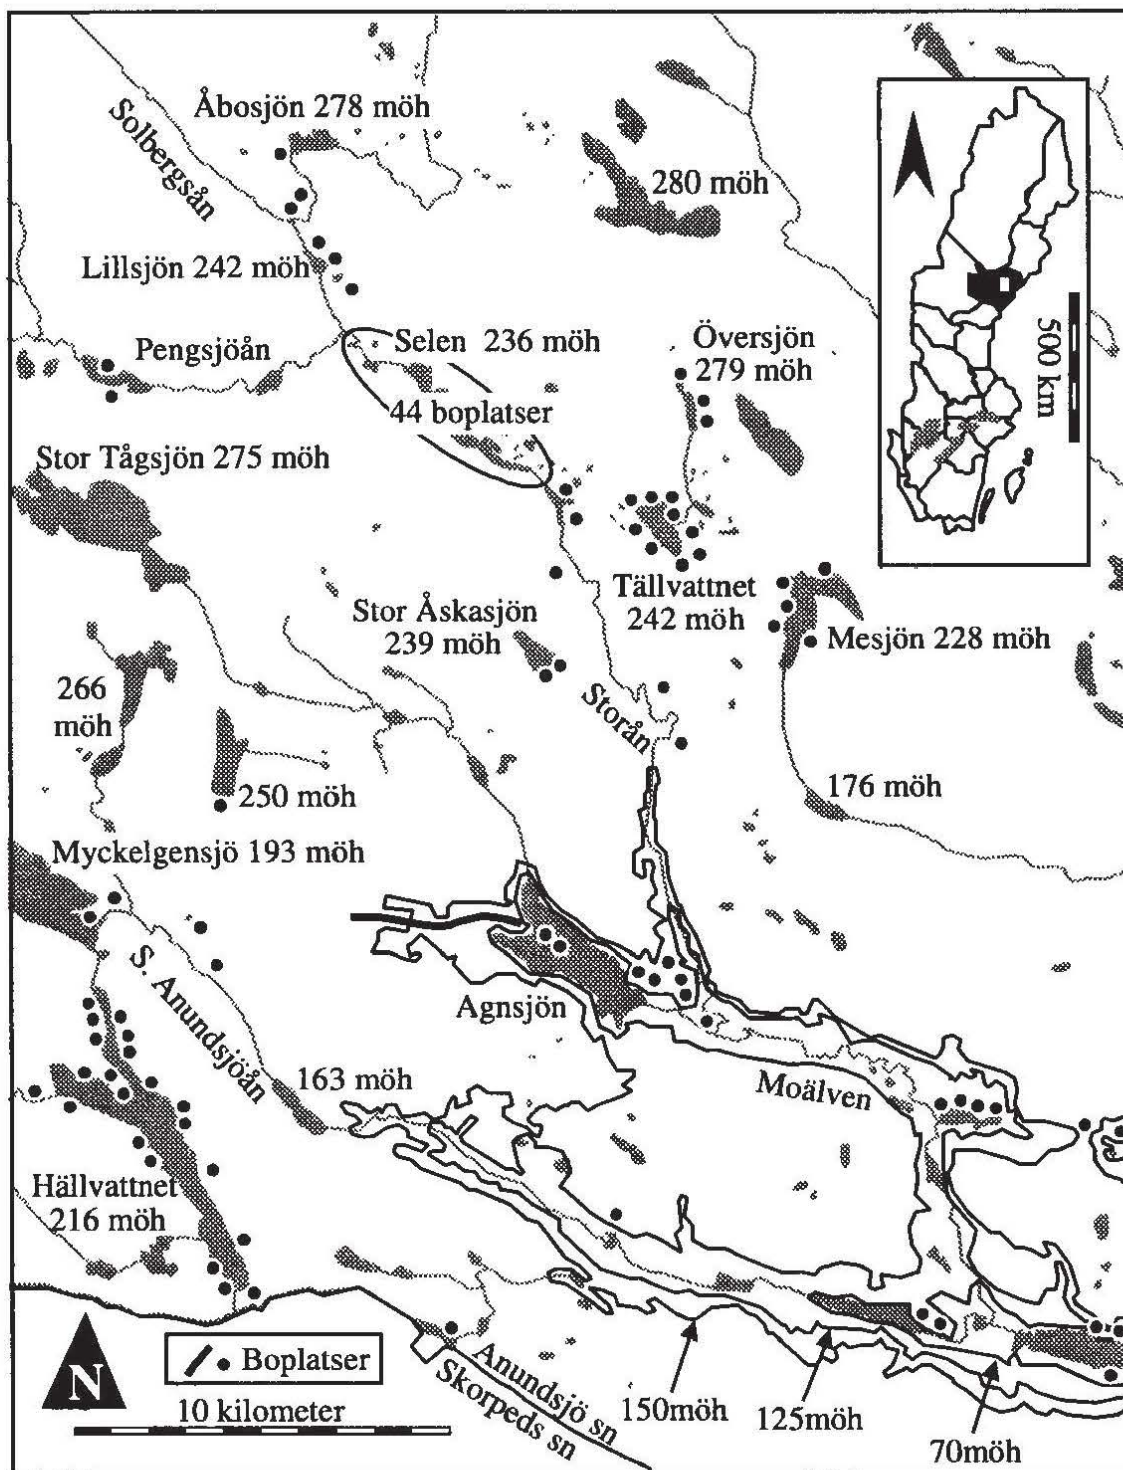 Åbosjön 278 möh
Solbergsån
280 möh
Lillsjön 242 möh
Pengsjöån
Selen 236 möh
Översjön
279 möh
500 km
44 boplatser
Stor Tågsjön 275 möh
Tällvattnet
242 möh
Stor Åskasjön
239 möh
Mesjön 228 möh
266
möh
Storån
250 möh
176 möh
Myckelgensjö 193 möh
S. Anundsjöån
Agnsjön
163 möh
Moälven
Hällvattnet
216 möh
N
Boplatser
10 kilometer
Anundsjö sn
Skorpeds sn
150möh
125möh
70möh